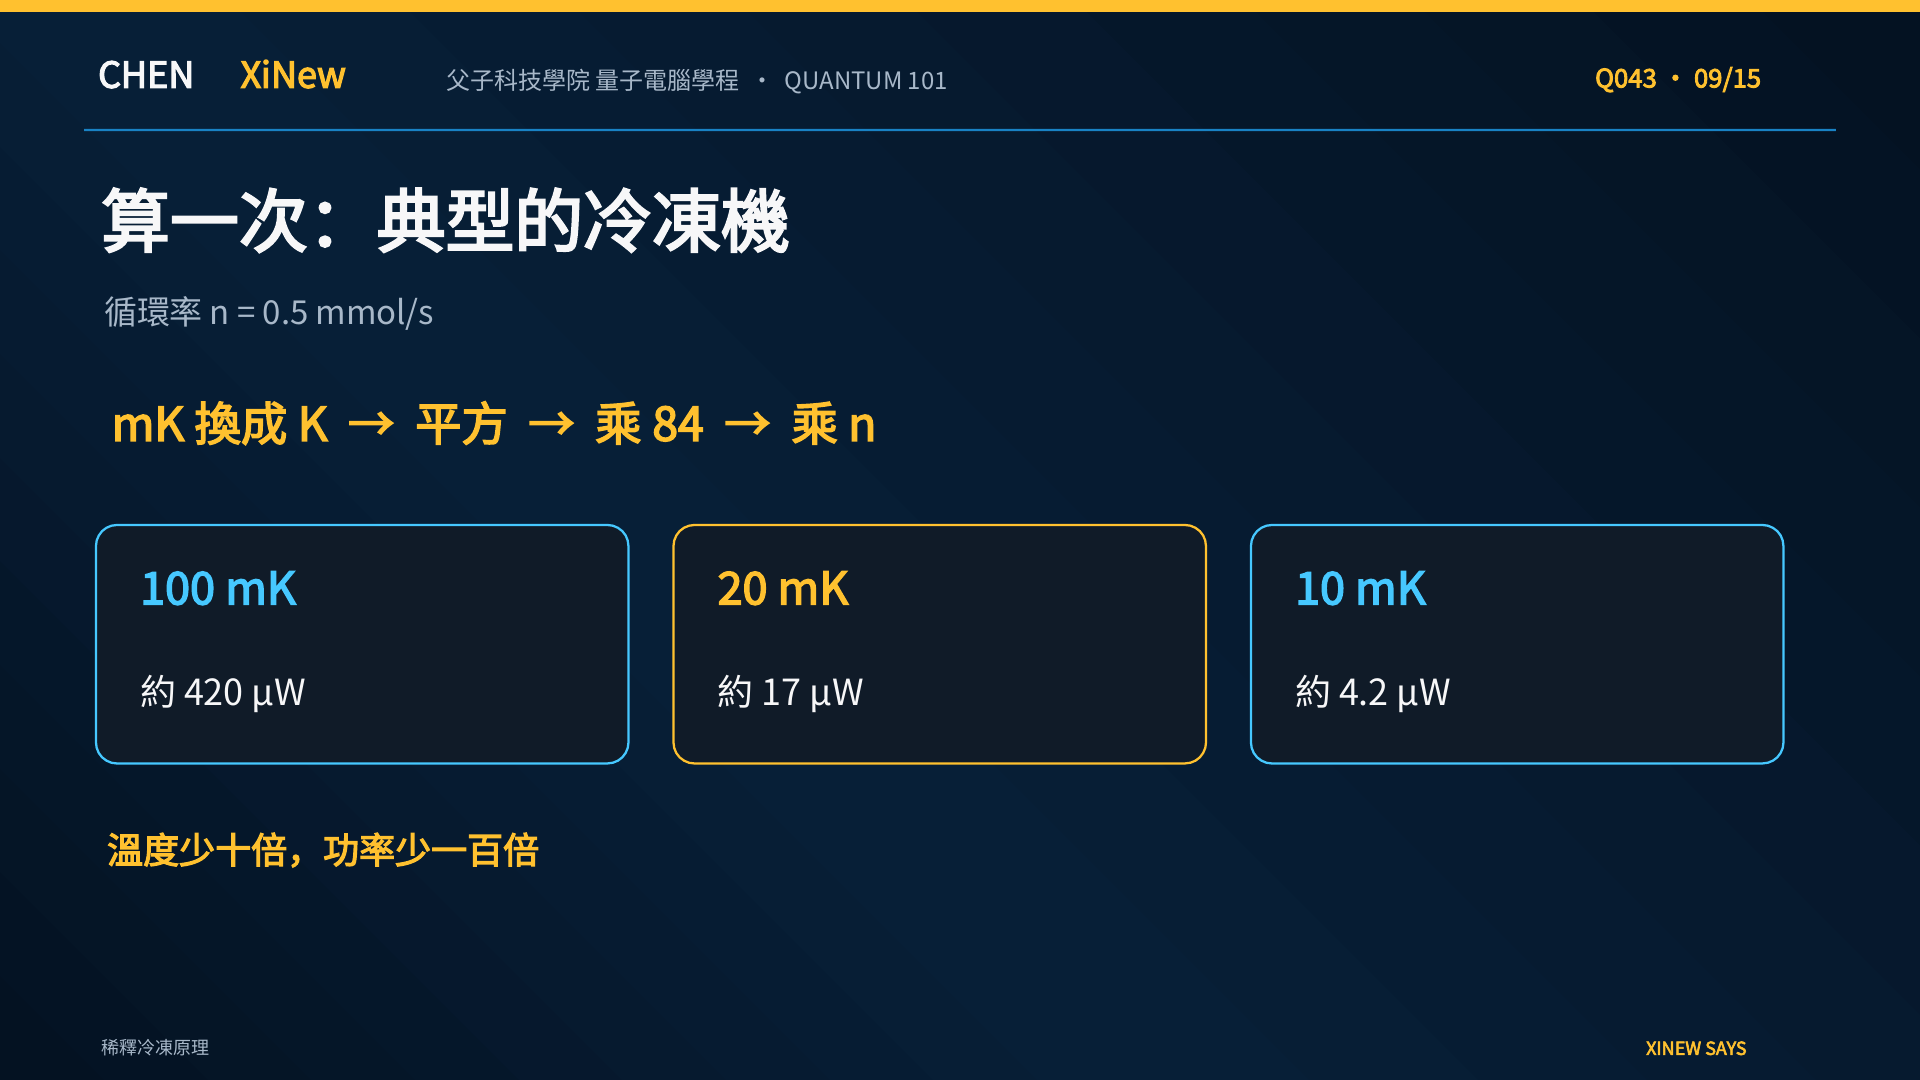 CHEN XiNew 父子科技學院 量子電腦學程 • QUANTUM 101 Q043 • 09/15
算一次：典型的冷凍機
循環率 n = 0.5 mmol/s
mK 換成 K → 平方 → 乘 84 → 乘 n
100 mK
約 420 µW
20 mK
約 17 µW
10 mK
約 4.2 µW
溫度少十倍，功率少一百倍
稀釋冷凍原理 XINEW SAYS